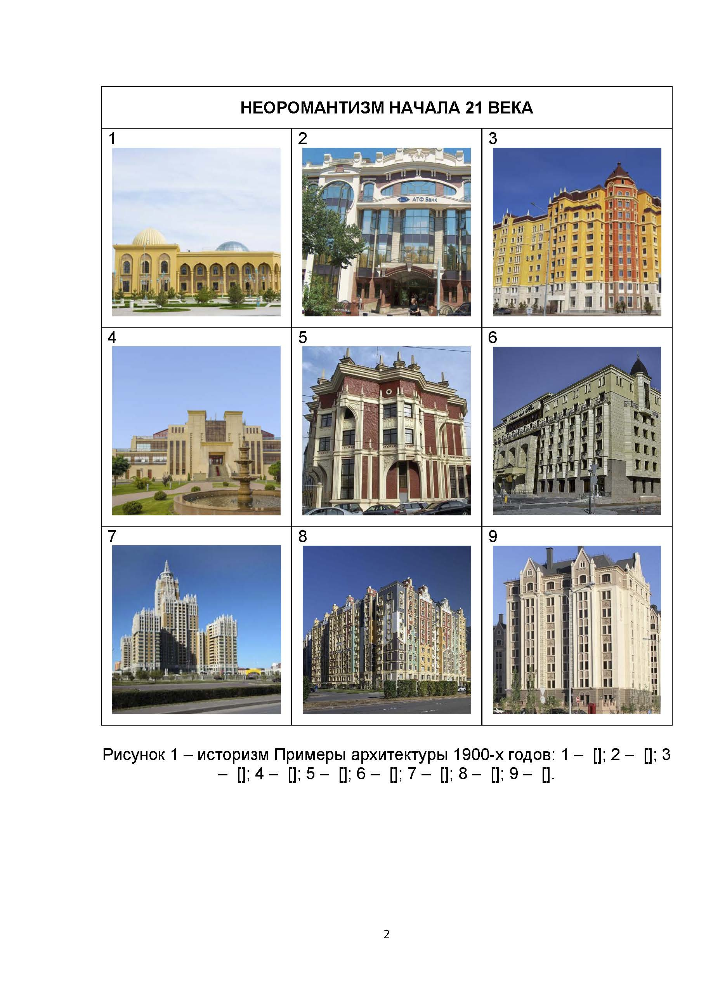 НЕОРОМАНТИЗМ НАЧАЛА 21 ВЕКА
1
2
3
АТФ Банк
4
5
6
7
8
9
Рисунок 1 – историзм Примеры архитектуры 1900-х годов: 1 – []; 2 – []; 3
– []; 4 – []; 5 – []; 6 – []; 7 – []; 8 – []; 9 – [].
2